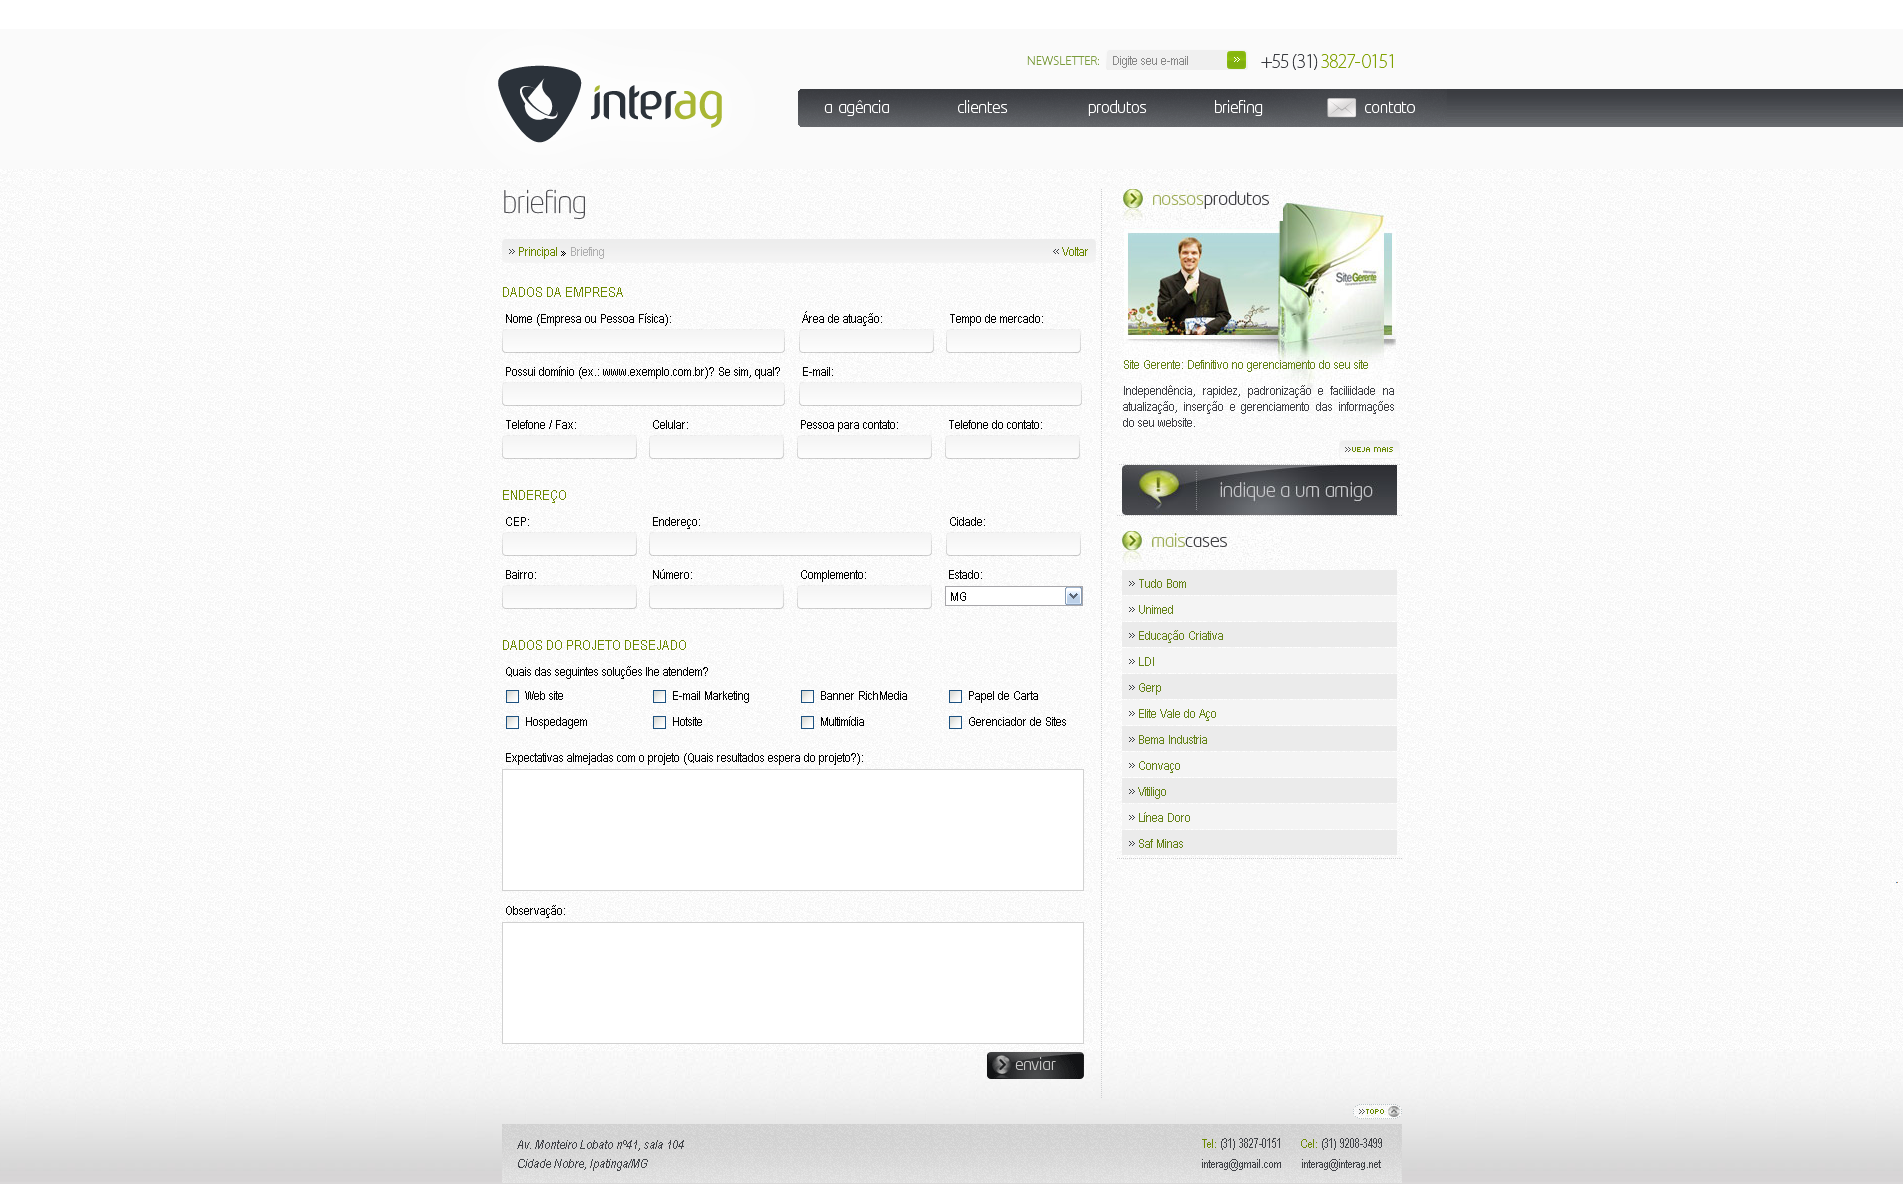 NEWSLETTER: Digite seu e-mail » +55 (31) 3827-0151
interag
a agência clientes produtos briefing contato
briefing
» Principal » Briefing « Voltar
DADOS DA EMPRESA
Nome (Empresa ou Pessoa Física): Área de atuação: Tempo de mercado:
Possui domínio (ex.: www.exemplo.com.br)? Se sim, qual? E-mail:
Telefone / Fax: Celular: Pessoa para contato: Telefone do contato:
ENDEREÇO
CEP: Endereço: Cidade:
Bairro: Número: Complemento: Estado:
MG
DADOS DO PROJETO DESEJADO
Quais das seguintes soluções lhe atendem?
Web site E-mail Marketing Banner RichMedia Papel de Carta
Hospedagem Hotsite Multimídia Gerenciador de Sites
Expectativas almejadas com o projeto (Quais resultados espera do projeto?):
Observação:
enviar
nossosprodutos
SiteGerente
Site Gerente: Definitivo no gerenciamento do seu site
Independência, rapidez, padronização e faciliidade na
atualização, inserção e gerenciamento das informações
do seu website.
»VEJA MAIS
indique a um amigo
maiscases
» Tudo Bom
» Unimed
» Educação Criativa
» LDI
» Gerp
» Elite Vale do Aço
» Bema Industria
» Convaço
» Vitiligo
» Línea Doro
» Saf Minas
»TOPO
Av. Monteiro Lobato nº41, sala 104
Cidade Nobre, Ipatinga/MG
Tel: (31) 3827-0151 Cel: (31) 9208-3499
interag@gmail.com interag@interag.net